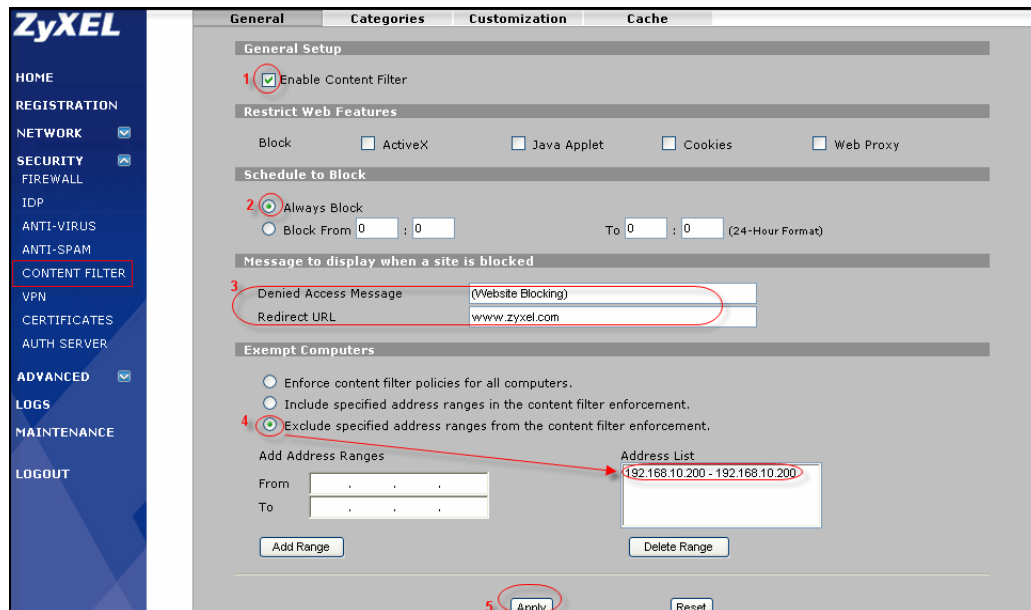 ZyXEL
HOME
REGISTRATION
NETWORK
SECURITY
FIREWALL
IDP
ANTI-VIRUS
ANTI-SPAM
CONTENT FILTER
VPN
CERTIFICATES
AUTH SERVER
ADVANCED
LOGS
MAINTENANCE
LOGOUT
General Categories Customization Cache
General Setup
1 Enable Content Filter
Restrict Web Features
Block ActiveX Java Applet Cookies Web Proxy
Schedule to Block
2 Always Block
Block From 0 : 0 To 0 : 0 (24-Hour Format)
Message to display when a site is blocked
3
Denied Access Message (Website Blocking)
Redirect URL www.zyxel.com
Exempt Computers
Enforce content filter policies for all computers.
Include specified address ranges in the content filter enforcement.
4 Exclude specified address ranges from the content filter enforcement.
Add Address Ranges Address List
From . . . 192.168.10.200 - 192.168.10.200
To . . .
Add Range Delete Range
5 Apply Reset